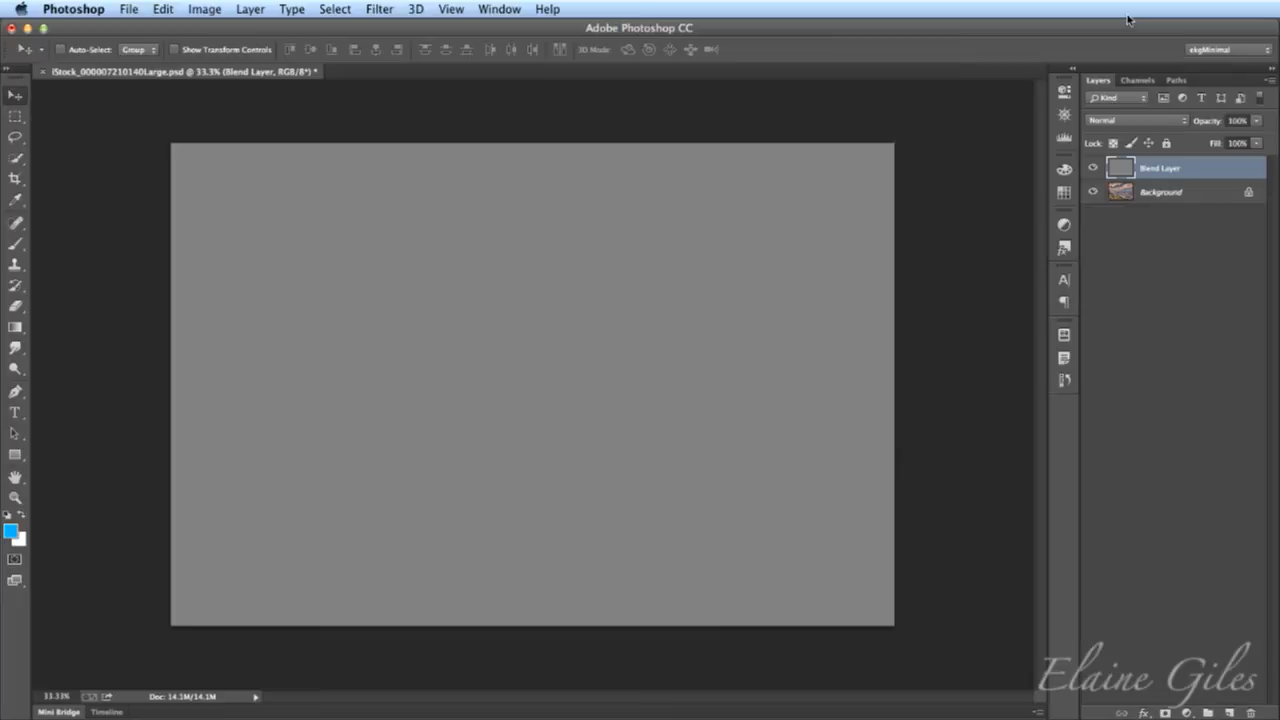 Photoshop File Edit Image Layer Type Select Filter 3D View Window Help
Adobe Photoshop CC
Auto-Select: Group Show Transform Controls 3D Mode: ekgMinimal
× iStock_000007210140Large.psd @ 33.3% (Blend Layer, RGB/8*) *
Layers Channels Paths
Kind
Normal Opacity: 100%
Lock: Fill: 100%
Blend Layer
Background
Elaine Giles
33.33% Doc: 14.1M/14.1M
Mini Bridge Timeline